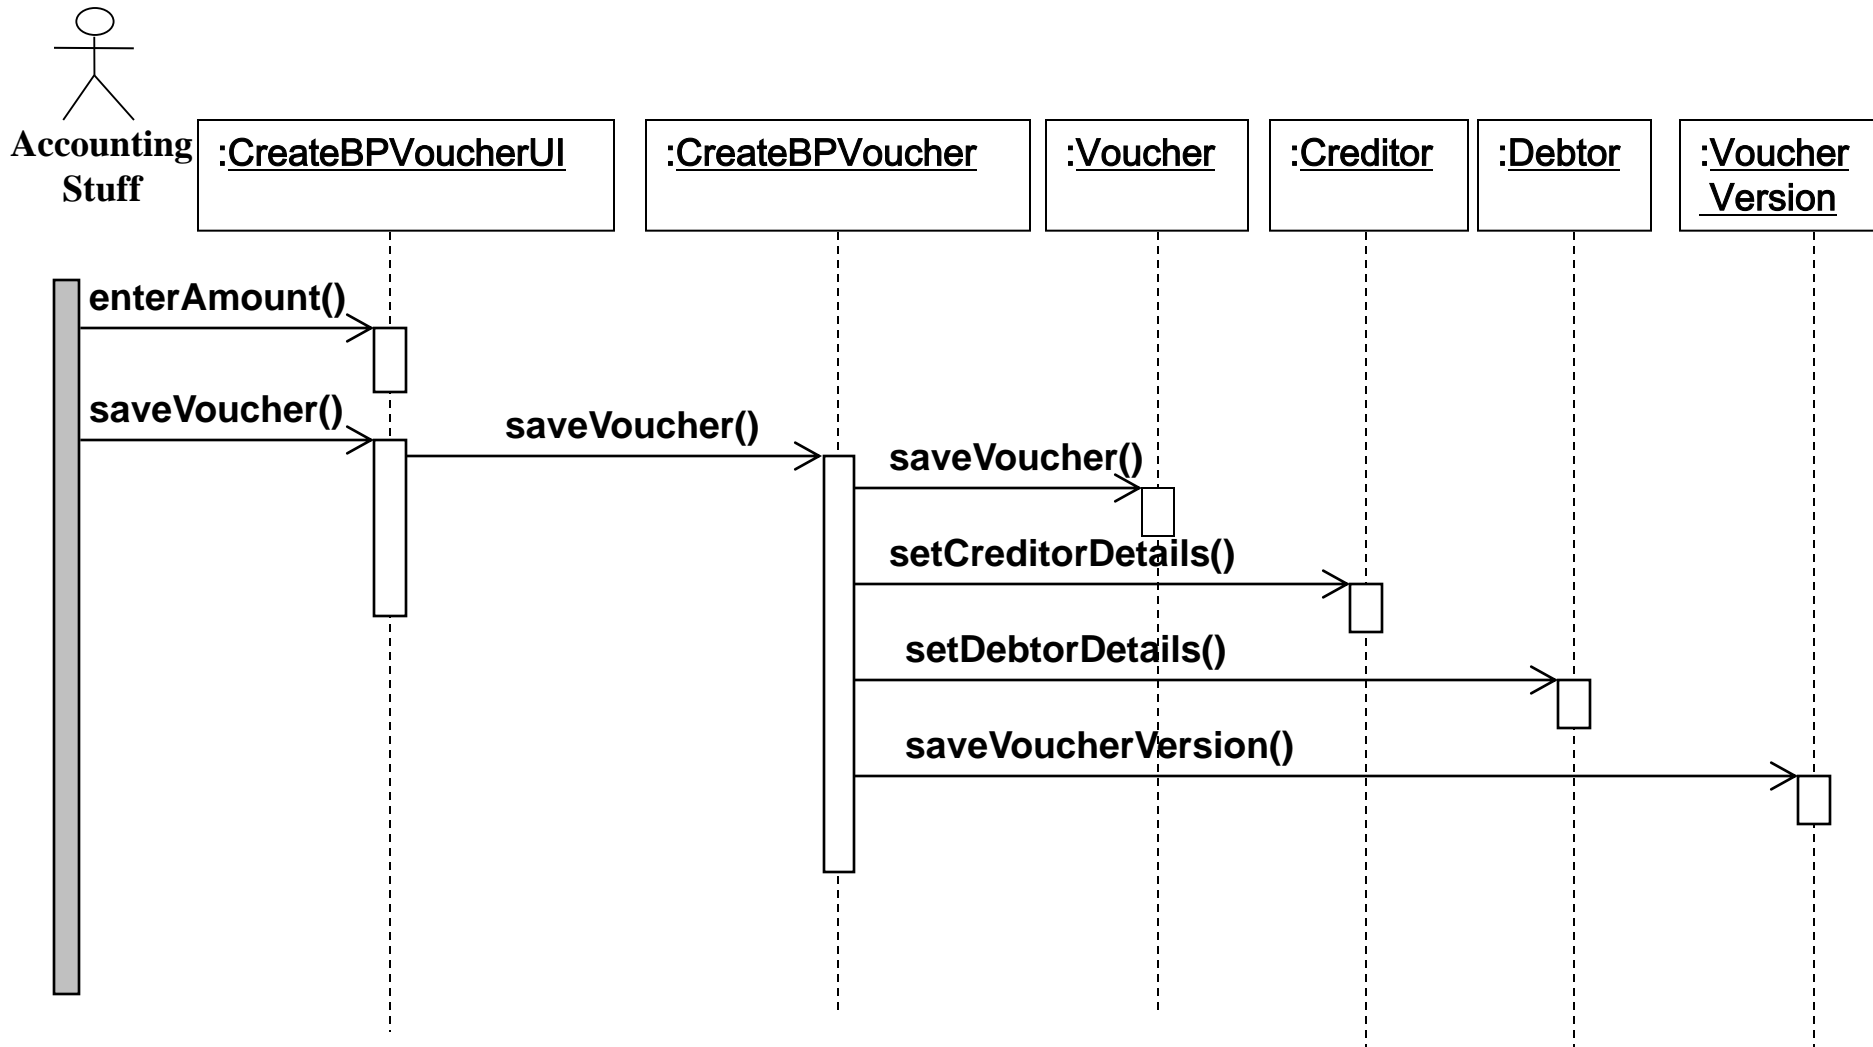 Accounting
Stuff
:CreateBPVoucherUI
:CreateBPVoucher
:Voucher
:Creditor
:Debtor
:Voucher
Version
enterAmount()
saveVoucher()
saveVoucher()
saveVoucher()
setCreditorDetails()
setDebtorDetails()
saveVoucherVersion()